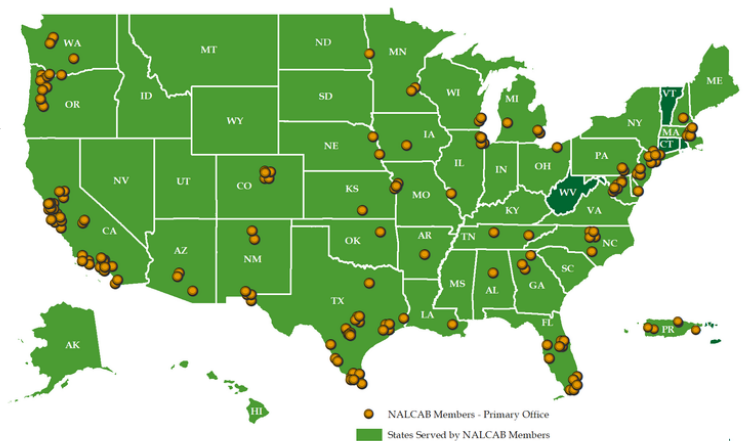 WA
MT
ND
MN
ME
VT
OR
ID
SD
WI
MI
NY
MA
CT
WY
IA
PA
NE
NV
UT
CO
IL
IN
OH
WV
KS
MO
KY
VA
CA
AZ
NM
OK
AR
TN
NC
SC
MS
AL
GA
TX
LA
FL
AK
HI
PR
NALCAB Members - Primary Office
States Served by NALCAB Members